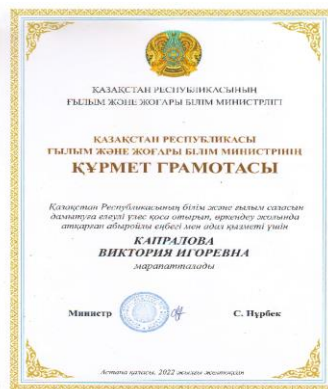 ҚАЗАҚСТАН РЕСПУБЛИКАСЫНЫҢ
ҒЫЛЫМ ЖӘНЕ ЖОҒАРЫ БІЛІМ МИНИСТРЛІГІ
ҚАЗАҚСТАН РЕСПУБЛИКАСЫ
ҒЫЛЫМ ЖӘНЕ ЖОҒАРЫ БІЛІМ МИНИСТРІНІҢ
ҚҰРМЕТ ГРАМОТАСЫ
Қазақстан Республикасының білім және ғылым саласын
дамытуға елеулі үлес қоса отырып, өркендеу жолында
атқарған абыройлы еңбегі мен адал қызметі үшін
КАПРАЛОВА
ВИКТОРИЯ ИГОРЕВНА
марапатталады
Министр
С. Нұрбек
Астана қаласы, 2022 жылғы желтоқсан